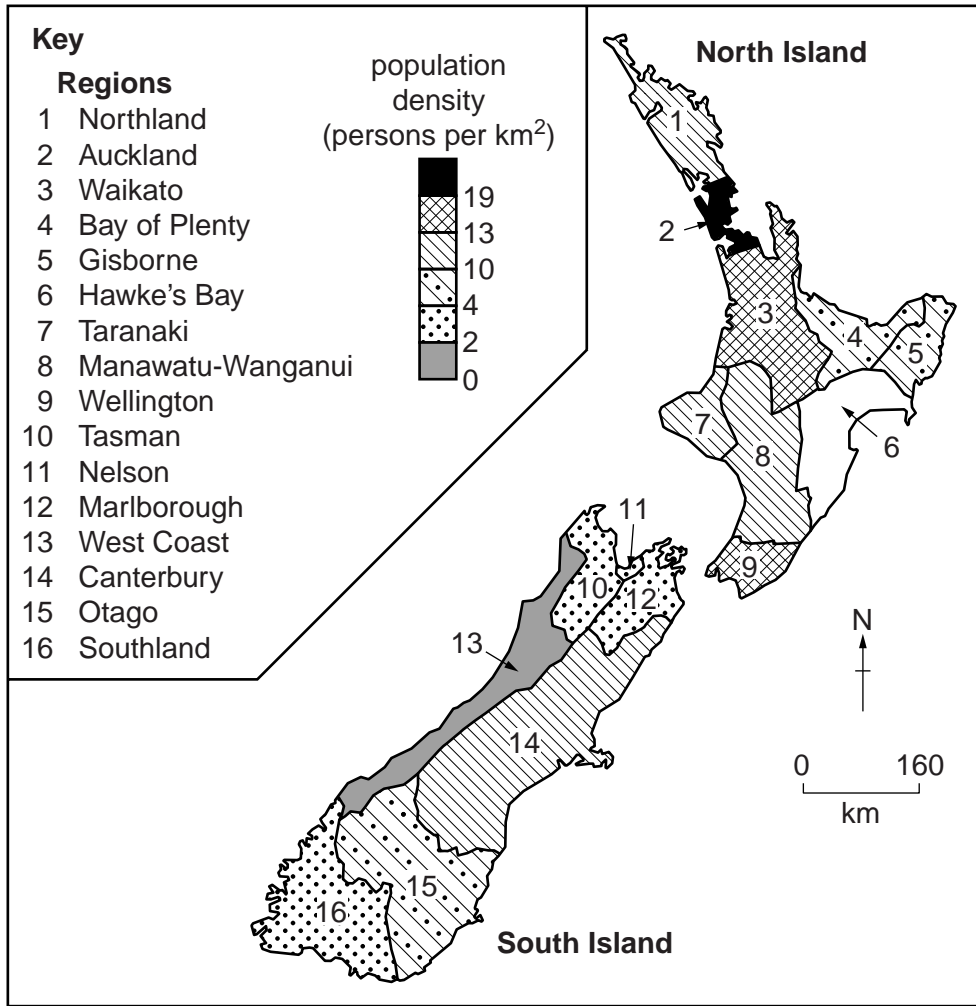 Key
Regions
1 Northland
2 Auckland
3 Waikato
4 Bay of Plenty
5 Gisborne
6 Hawke’s Bay
7 Taranaki
8 Manawatu-Wanganui
9 Wellington
10 Tasman
11 Nelson
12 Marlborough
13 West Coast
14 Canterbury
15 Otago
16 Southland
population
density
(persons per km²)
19
13
10
4
2
0
North Island
1
2
3
4
5
6
7
8
9
10
11
12
13
14
15
16
N
0 160
km
South Island